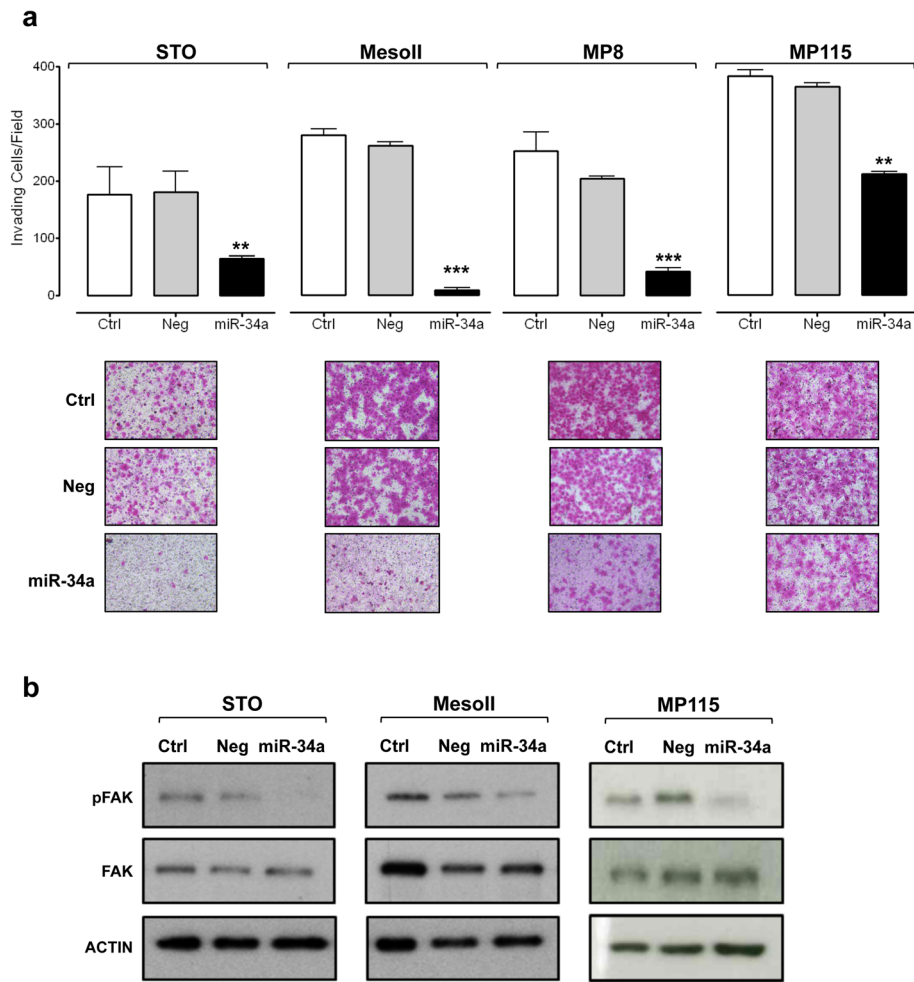 a
STO MesoII MP8 MP115
400
300
200
100
0
Invading Cells/Field
** *** *** **
Ctrl Neg miR-34a Ctrl Neg miR-34a Ctrl Neg miR-34a Ctrl Neg miR-34a
Ctrl
Neg
miR-34a
b
STO MesoII MP115
Ctrl Neg miR-34a Ctrl Neg miR-34a Ctrl Neg miR-34a
pFAK
FAK
ACTIN